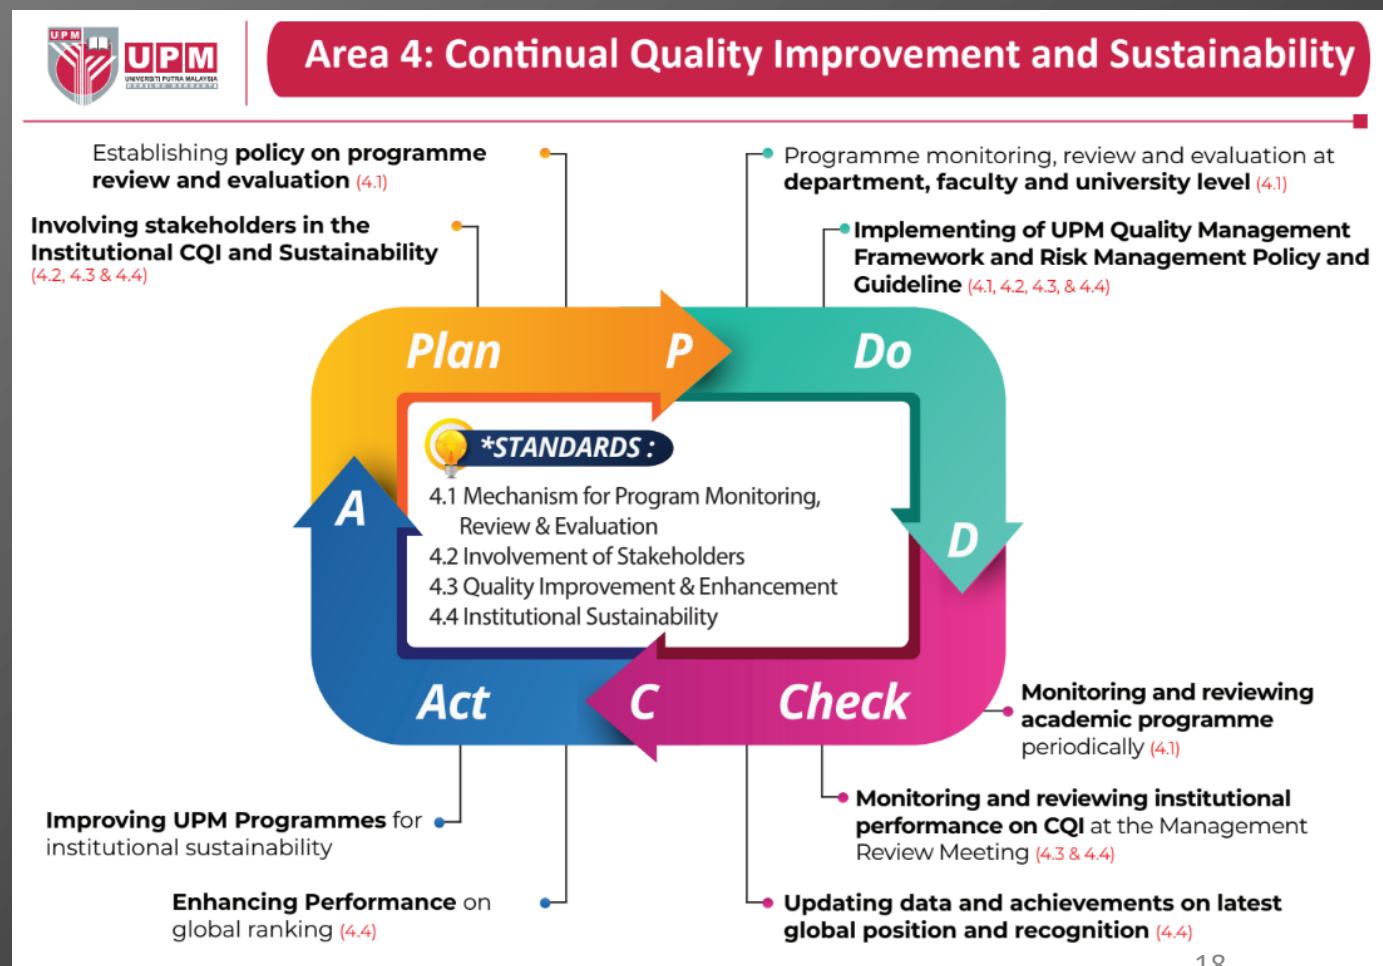 UPM
UPM
UNIVERSITI PUTRA MALAYSIA
BERILMU BERBAKTI
Area 4: Continual Quality Improvement and Sustainability
Establishing policy on programme
review and evaluation (4.1)
Involving stakeholders in the
Institutional CQI and Sustainability
(4.2, 4.3 & 4.4)
Programme monitoring, review and evaluation at
department, faculty and university level (4.1)
Implementing of UPM Quality Management
Framework and Risk Management Policy and
Guideline (4.1, 4.2, 4.3, & 4.4)
Plan
P
Do
D
*STANDARDS :
4.1 Mechanism for Program Monitoring,
Review & Evaluation
4.2 Involvement of Stakeholders
4.3 Quality Improvement & Enhancement
4.4 Institutional Sustainability
A
Act
C
Check
Monitoring and reviewing
academic programme
periodically (4.1)
Monitoring and reviewing institutional
performance on CQI at the Management
Review Meeting (4.3 & 4.4)
Updating data and achievements on latest
global position and recognition (4.4)
Improving UPM Programmes for
institutional sustainability
Enhancing Performance on
global ranking (4.4)
18